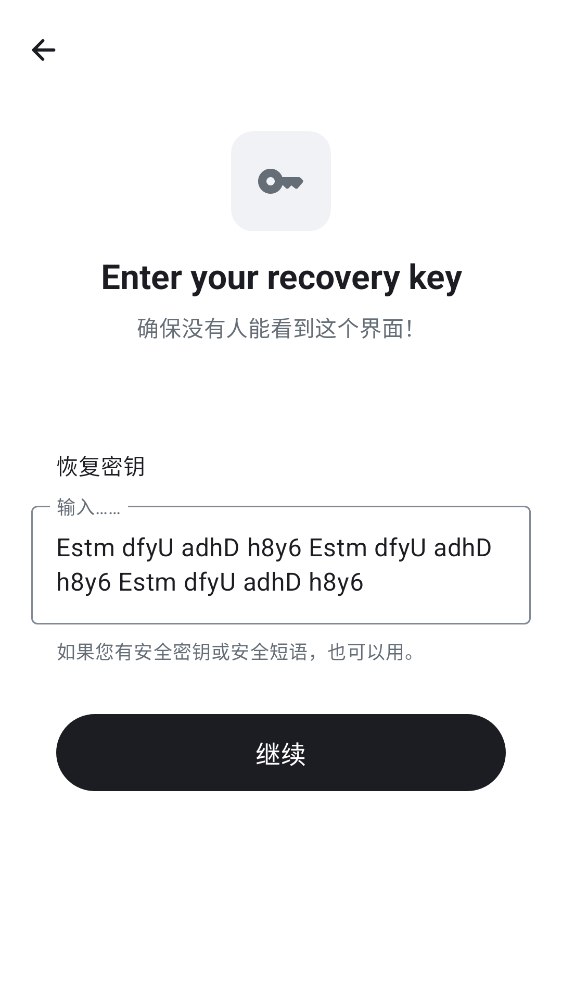 Enter your recovery key
确保没有人能看到这个界面!
恢复密钥
输入……
Estm dfyU adhD h8y6 Estm dfyU adhD
h8y6 Estm dfyU adhD h8y6
如果您有安全密钥或安全短语，也可以用。
继续